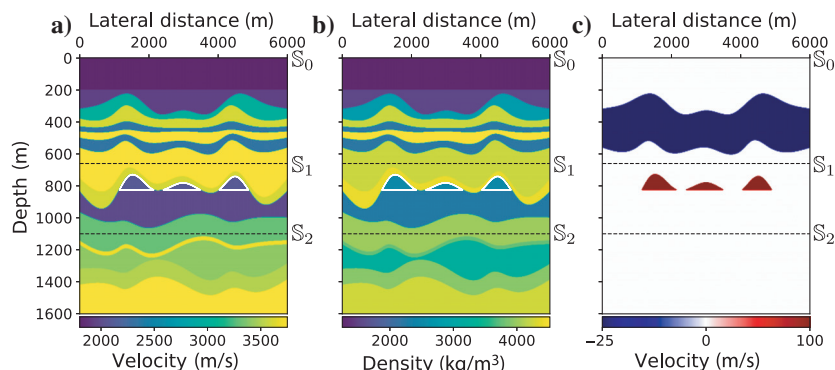 Lateral distance (m) Lateral distance (m) Lateral distance (m)
a) b) c)
0 2000 4000 6000 0 2000 4000 6000 0 2000 4000 6000
0 𝕊0 𝕊0 𝕊0
200
400
600
𝕊1 𝕊1 𝕊1
800
1000
𝕊2 𝕊2 𝕊2
1200
1400
1600
Depth (m)
2000 2500 3000 3500 2000 3000 4000 −25 0 50 100
Velocity (m/s) Density (kg/m³) Velocity (m/s)